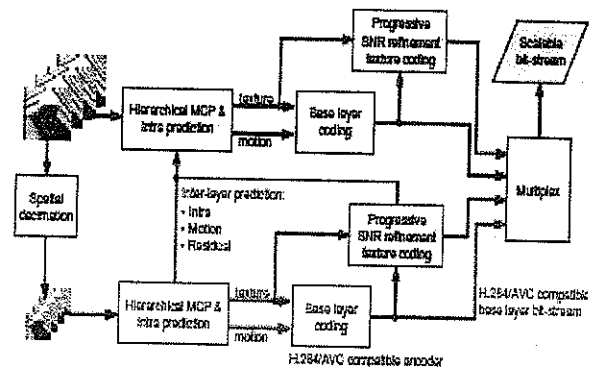 Progressive
SNR refinement
texture coding
Scalable
bit-stream
Hierarchical MCP &
Intra prediction
texture
motion
Base layer
coding
Multiplex
Spatial
decimation
Inter-layer prediction:
• Intra
• Motion
• Residual
Progressive
SNR refinement
texture coding
Hierarchical MCP &
Intra prediction
texture
motion
Base layer
coding
H.264/AVC compatible
base layer bit-stream
H.264/AVC compatible encoder